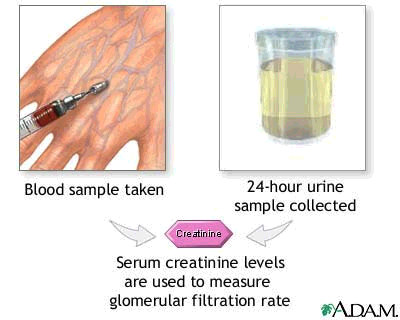 Blood sample taken
24-hour urine
sample collected
Creatinine
Serum creatinine levels
are used to measure
glomerular filtration rate
ADAM.